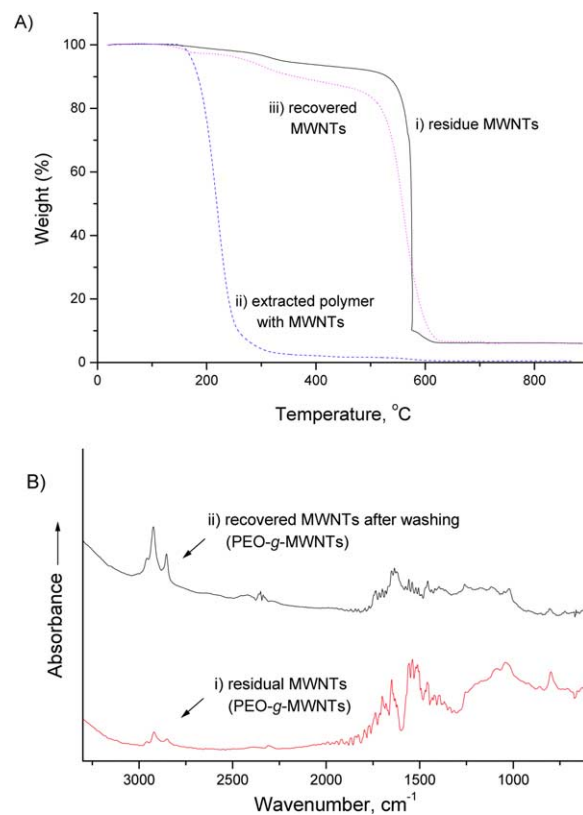 A)
100
80
60
40
20
0
Weight (%)
iii) recovered
MWNTs
i) residue MWNTs
ii) extracted polymer
with MWNTs
0
200
400
600
800
Temperature, °C
B)
ii) recovered MWNTs after washing
(PEO-g-MWNTs)
Absorbance
i) residual MWNTs
(PEO-g-MWNTs)
3000
2500
2000
1500
1000
Wavenumber, cm⁻¹